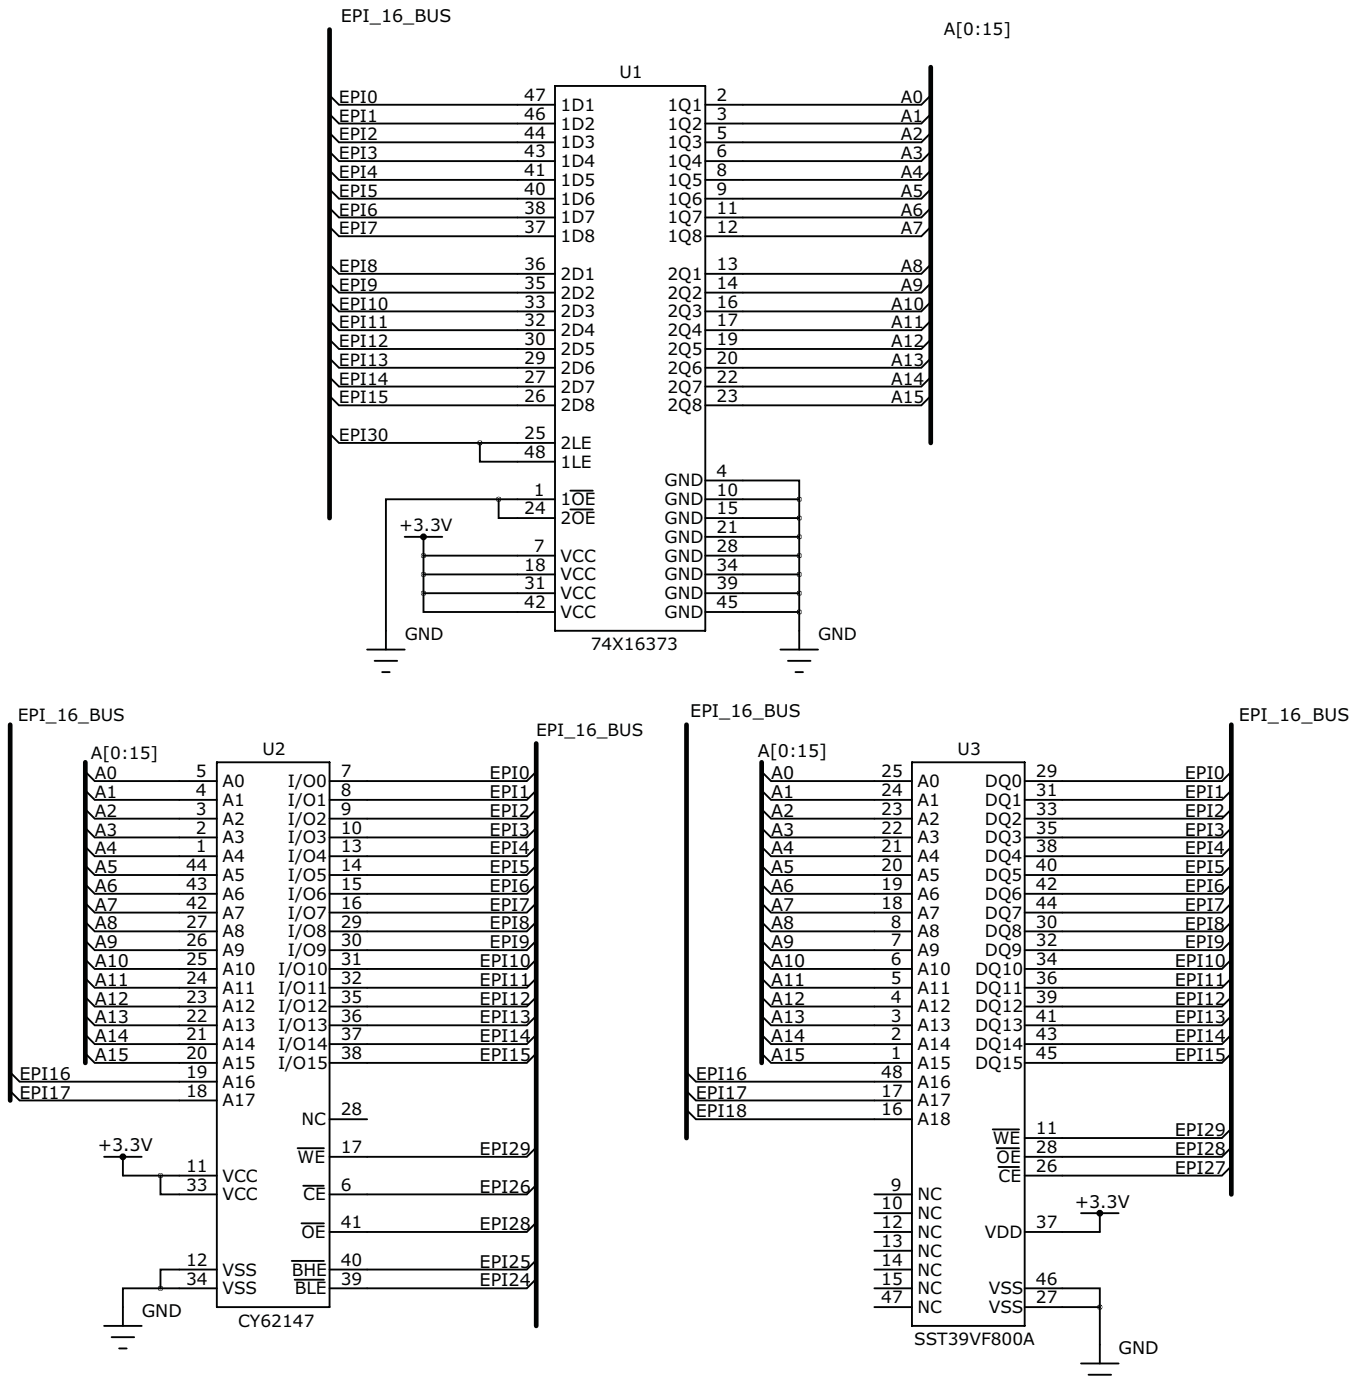 EPI_16_BUS
A[0:15]
U1
EPI0 47 1D1 1Q1 2 A0
EPI1 46 1D2 1Q2 3 A1
EPI2 44 1D3 1Q3 5 A2
EPI3 43 1D4 1Q4 6 A3
EPI4 41 1D5 1Q5 8 A4
EPI5 40 1D6 1Q6 9 A5
EPI6 38 1D7 1Q7 11 A6
EPI7 37 1D8 1Q8 12 A7
EPI8 36 2D1 2Q1 13 A8
EPI9 35 2D2 2Q2 14 A9
EPI10 33 2D3 2Q3 16 A10
EPI11 32 2D4 2Q4 17 A11
EPI12 30 2D5 2Q5 19 A12
EPI13 29 2D6 2Q6 20 A13
EPI14 27 2D7 2Q7 22 A14
EPI15 26 2D8 2Q8 23 A15
EPI30 25 2LE
48 1LE
GND 4
1 1OE GND 10
24 2OE GND 15
+3.3V GND 21
7 VCC GND 28
18 VCC GND 34
31 VCC GND 39
42 VCC GND 45
GND GND
74X16373
EPI_16_BUS
EPI_16_BUS
A[0:15]
U2
A0 5 A0 I/O0 7 EPI0
A1 4 A1 I/O1 8 EPI1
A2 3 A2 I/O2 9 EPI2
A3 2 A3 I/O3 10 EPI3
A4 1 A4 I/O4 13 EPI4
A5 44 A5 I/O5 14 EPI5
A6 43 A6 I/O6 15 EPI6
A7 42 A7 I/O7 16 EPI7
A8 27 A8 I/O8 29 EPI8
A9 26 A9 I/O9 30 EPI9
A10 25 A10 I/O10 31 EPI10
A11 24 A11 I/O11 32 EPI11
A12 23 A12 I/O12 35 EPI12
A13 22 A13 I/O13 36 EPI13
A14 21 A14 I/O14 37 EPI14
A15 20 A15 I/O15 38 EPI15
EPI16 19 A16
EPI17 18 A17
NC 28
+3.3V WE 17 EPI29
11 VCC
33 VCC CE 6 EPI26
OE 41 EPI28
12 VSS BHE 40 EPI25
34 VSS BLE 39 EPI24
GND
CY62147
EPI_16_BUS
EPI_16_BUS
A[0:15]
U3
A0 25 A0 DQ0 29 EPI0
A1 24 A1 DQ1 31 EPI1
A2 23 A2 DQ2 33 EPI2
A3 22 A3 DQ3 35 EPI3
A4 21 A4 DQ4 38 EPI4
A5 20 A5 DQ5 40 EPI5
A6 19 A6 DQ6 42 EPI6
A7 18 A7 DQ7 44 EPI7
A8 8 A8 DQ8 30 EPI8
A9 7 A9 DQ9 32 EPI9
A10 6 A10 DQ10 34 EPI10
A11 5 A11 DQ11 36 EPI11
A12 4 A12 DQ12 39 EPI12
A13 3 A13 DQ13 41 EPI13
A14 2 A14 DQ14 43 EPI14
A15 1 A15 DQ15 45 EPI15
EPI16 48 A16
EPI17 17 A17
EPI18 16 A18
WE 11 EPI29
OE 28 EPI28
CE 26 EPI27
9 NC
10 NC +3.3V
12 NC VDD 37
13 NC
14 NC
15 NC VSS 46
47 NC VSS 27
SST39VF800A
GND